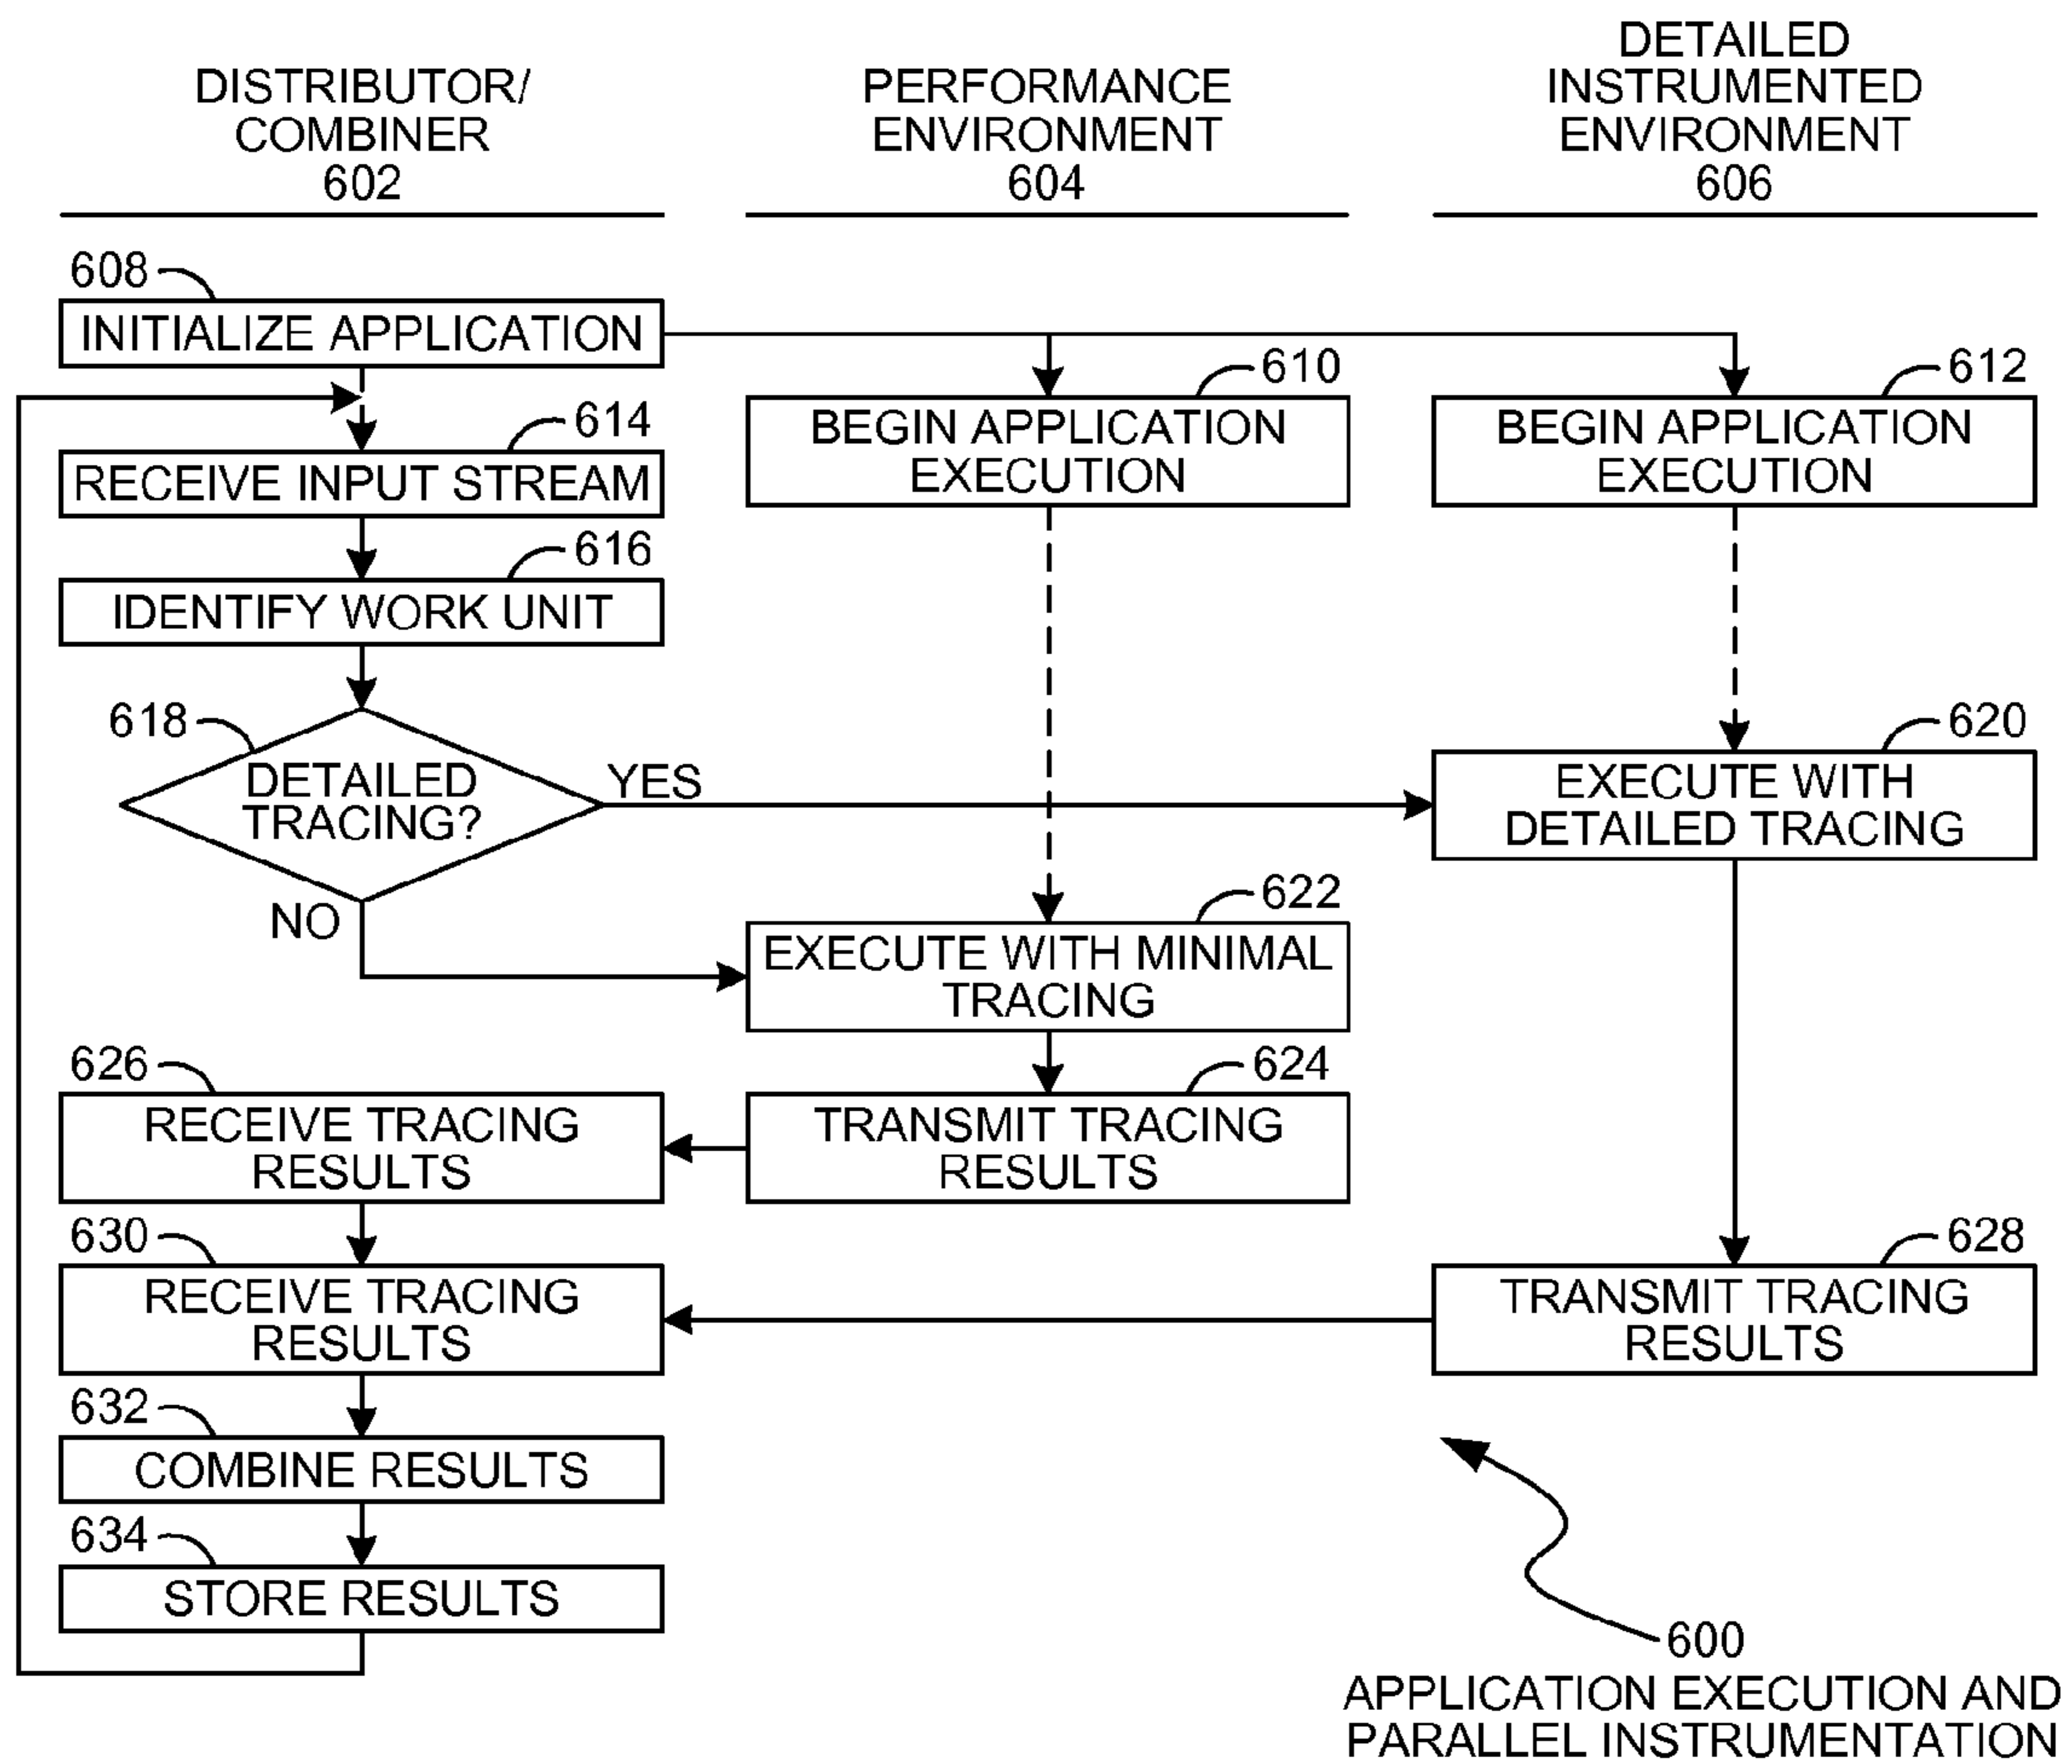 DISTRIBUTOR/
COMBINER
602
PERFORMANCE
ENVIRONMENT
604
DETAILED
INSTRUMENTED
ENVIRONMENT
606
608
INITIALIZE APPLICATION
610
BEGIN APPLICATION
EXECUTION
612
BEGIN APPLICATION
EXECUTION
614
RECEIVE INPUT STREAM
616
IDENTIFY WORK UNIT
618
DETAILED
TRACING?
YES
NO
620
EXECUTE WITH
DETAILED TRACING
622
EXECUTE WITH MINIMAL
TRACING
624
TRANSMIT TRACING
RESULTS
626
RECEIVE TRACING
RESULTS
628
TRANSMIT TRACING
RESULTS
630
RECEIVE TRACING
RESULTS
632
COMBINE RESULTS
634
STORE RESULTS
600
APPLICATION EXECUTION AND
PARALLEL INSTRUMENTATION